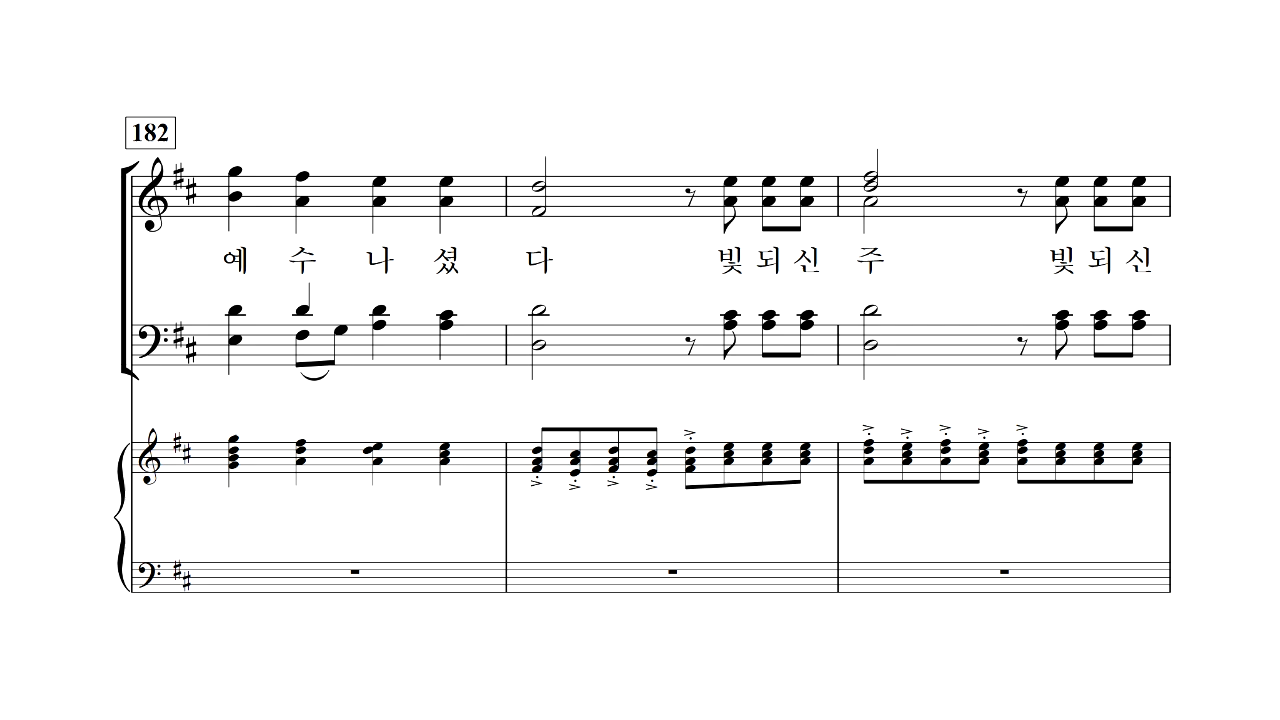 182
예 수 나 셨 다 빛 되 신 주 빛 되 신